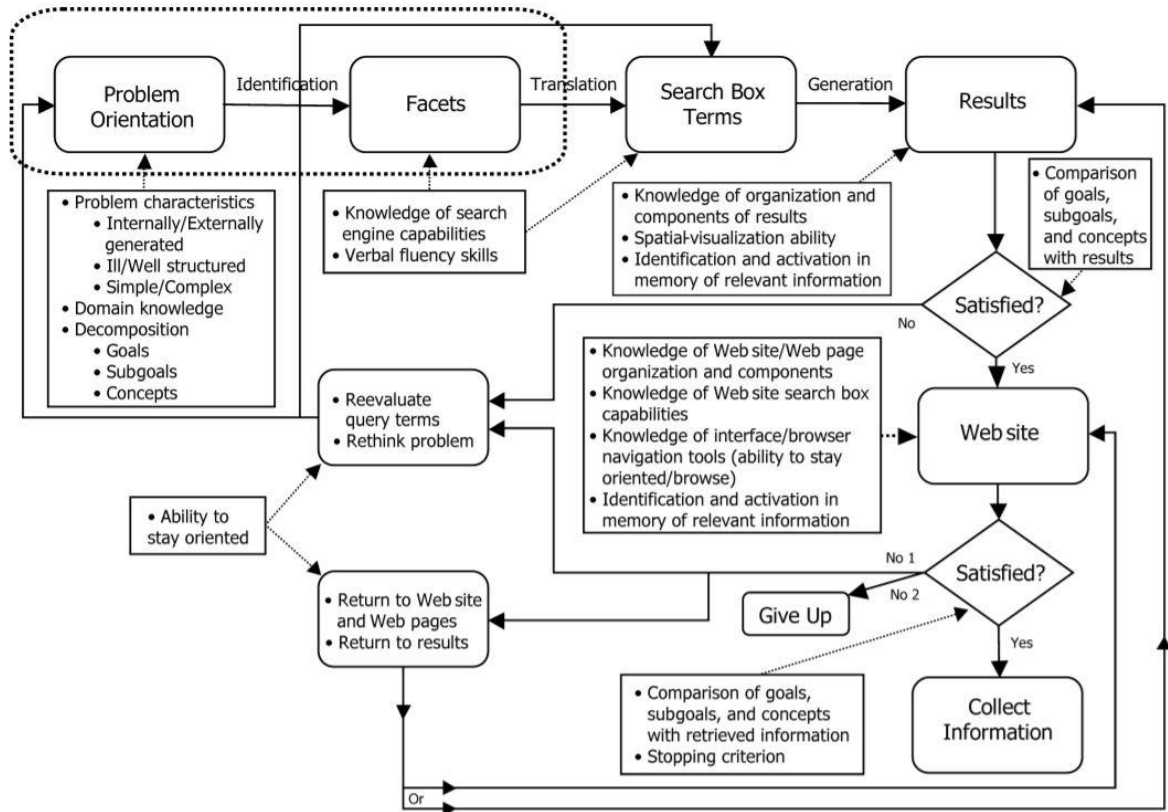 Problem
Orientation
Identification
Facets
Translation
Search Box
Terms
Generation
Results
• Problem characteristics
• Internally/Externally
generated
• Ill/Well structured
• Simple/Complex
• Domain knowledge
• Decomposition
• Goals
• Subgoals
• Concepts
• Knowledge of search
engine capabilities
• Verbal fluency skills
• Knowledge of organization and
components of results
• Spatial-visualization ability
• Identification and activation in
memory of relevant information
• Comparison
of goals,
subgoals,
and concepts
with results
Satisfied?
No
Yes
• Reevaluate
query terms
• Rethink problem
• Knowledge of Web site/Web page
organization and components
• Knowledge of Web site search box
capabilities
• Knowledge of interface/browser
navigation tools (ability to stay
oriented/browse)
• Identification and activation in
memory of relevant information
Web site
• Ability to
stay oriented
No 1
No 2
Satisfied?
Yes
Give Up
• Return to Web site
and Web pages
• Return to results
• Comparison of goals,
subgoals, and concepts
with retrieved information
• Stopping criterion
Collect
Information
Or